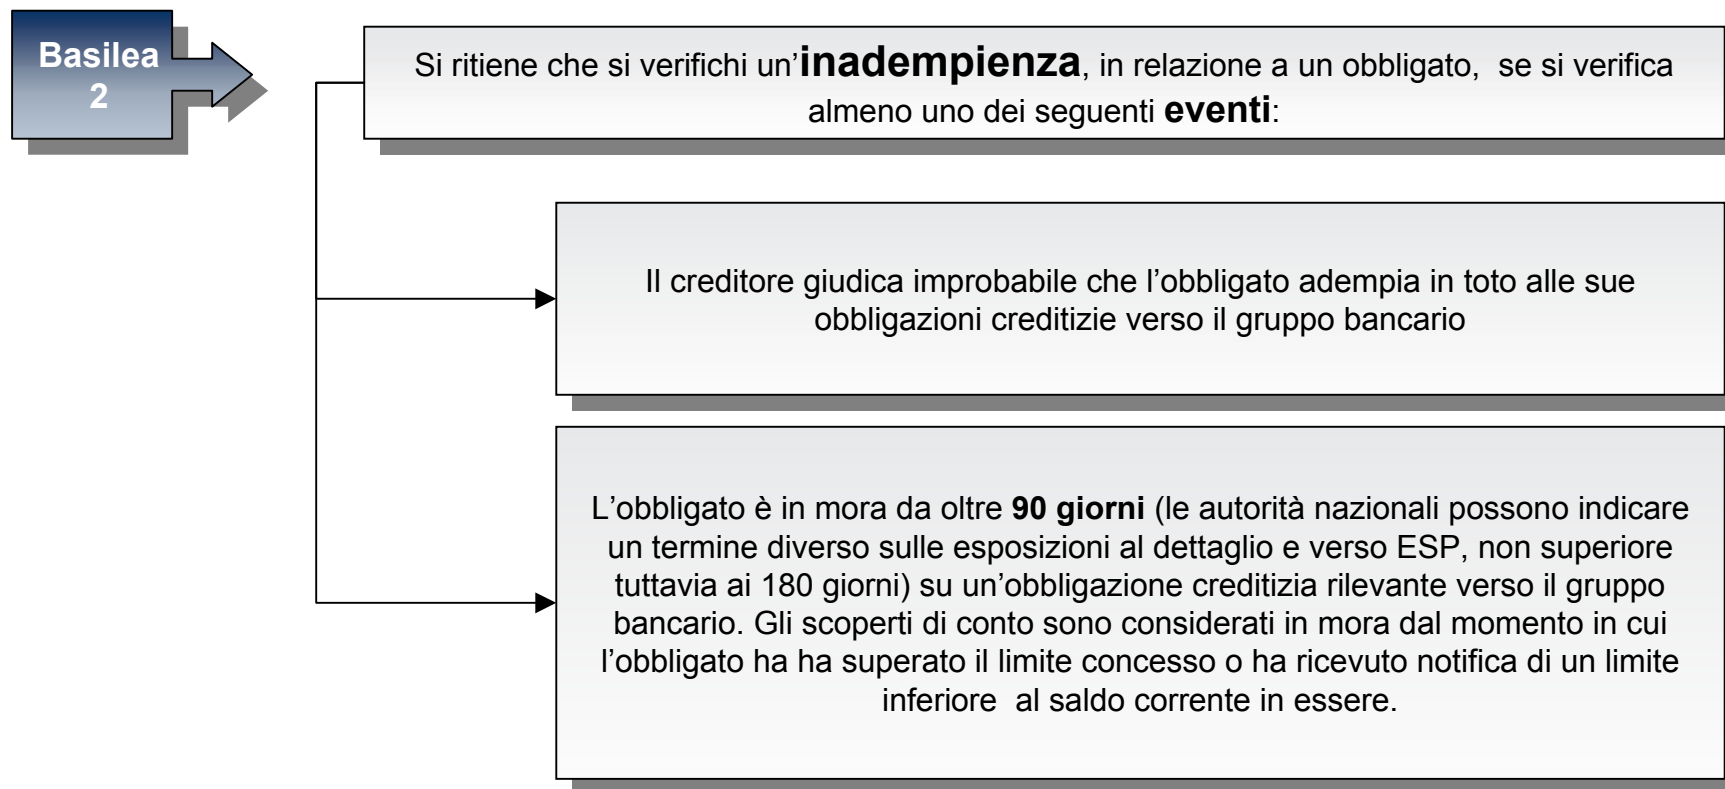 Basilea
2
Si ritiene che si verifichi un’inadempienza, in relazione a un obbligato,  se si verifica
almeno uno dei seguenti eventi:
Il creditore giudica improbabile che l’obbligato adempia in toto alle sue
obbligazioni creditizie verso il gruppo bancario
L’obbligato è in mora da oltre 90 giorni (le autorità nazionali possono indicare
un termine diverso sulle esposizioni al dettaglio e verso ESP, non superiore
tuttavia ai 180 giorni) su un’obbligazione creditizia rilevante verso il gruppo
bancario. Gli scoperti di conto sono considerati in mora dal momento in cui
l’obbligato ha ha superato il limite concesso o ha ricevuto notifica di un limite
inferiore  al saldo corrente in essere.